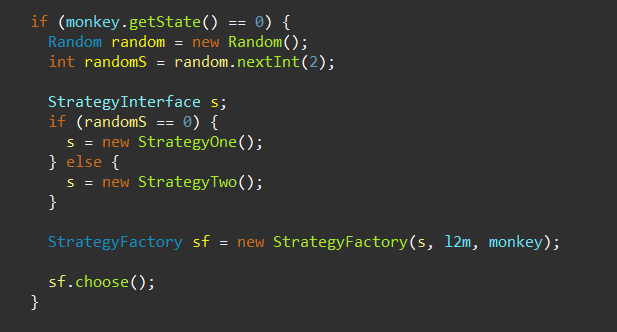 if (monkey.getState() == 0) {
Random random = new Random();
int randomS = random.nextInt(2);
StrategyInterface s;
if (randomS == 0) {
s = new StrategyOne();
} else {
s = new StrategyTwo();
}
StrategyFactory sf = new StrategyFactory(s, l2m, monkey);
sf.choose();
}